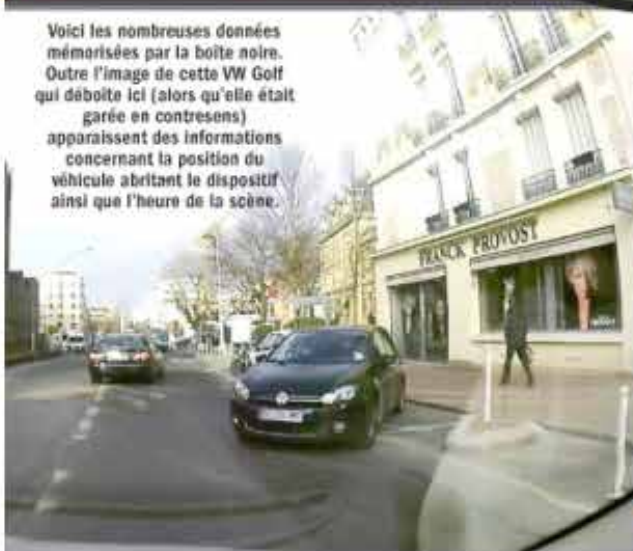 Voici les nombreuses données
mémorisées par la boîte noire.
Outre l'image de cette VW Golf
qui déboîte ici (alors qu'elle était
garée en contresens)
apparaissent des informations
concernant la position du
véhicule abritant le dispositif
ainsi que l'heure de la scène.
FRANCK PROVOST